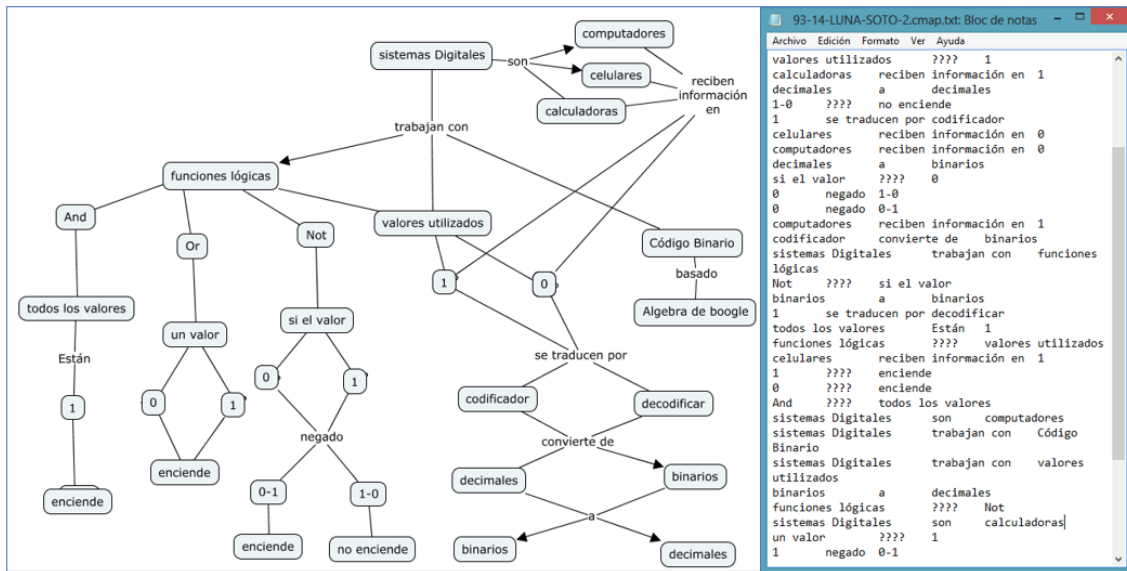 computadores
sistemas Digitales
son
celulares
calculadoras
reciben
información
en
trabajan con
funciones lógicas
And
Or
Not
valores utilizados
Código Binario
1
0
basado
Algebra de boogle
todos los valores
un valor
si el valor
Están
se traducen por
0
1
0
1
1
codificador
decodificar
negado
convierte de
enciende
enciende
0-1
1-0
decimales
binarios
a
enciende
no enciende
binarios
decimales
93-14-LUNA-SOTO-2.cmap.txt: Bloc de notas
Archivo Edición Formato Ver Ayuda
valores utilizados ???? 1
calculadoras reciben información en 1
decimales a decimales
1-0 ???? no enciende
1 se traducen por codificador
celulares reciben información en 0
computadores reciben información en 0
decimales a binarios
si el valor ???? 0
0 negado 1-0
0 negado 0-1
computadores reciben información en 1
codificador convierte de binarios
sistemas Digitales trabajan con funciones
lógicas
Not ???? si el valor
binarios a binarios
1 se traducen por decodificar
todos los valores Están 1
funciones lógicas ???? valores utilizados
celulares reciben información en 1
1 ???? enciende
0 ???? enciende
And ???? todos los valores
sistemas Digitales son computadores
sistemas Digitales trabajan con Código
Binario
sistemas Digitales trabajan con valores
utilizados
binarios a decimales
funciones lógicas ???? Not
sistemas Digitales son calculadoras
un valor ???? 1
1 negado 0-1